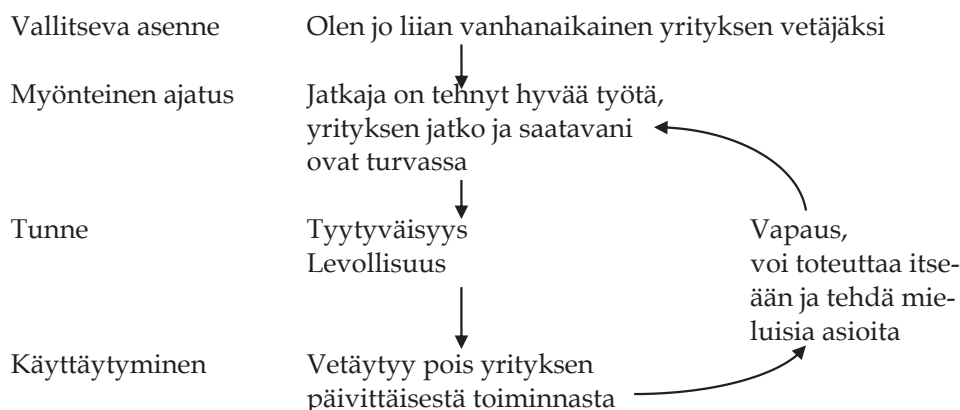 Vallitseva asenne Olen jo liian vanhanaikainen yrityksen vetäjäksi
Myönteinen ajatus Jatkaja on tehnyt hyvää työtä,
yrityksen jatko ja saatavani
ovat turvassa
Tunne Tyytyväisyys
Levollisuus
Vapaus,
voi toteuttaa itse-
ään ja tehdä mie-
luisia asioita
Käyttäytyminen Vetäytyy pois yrityksen
päivittäisestä toiminnasta